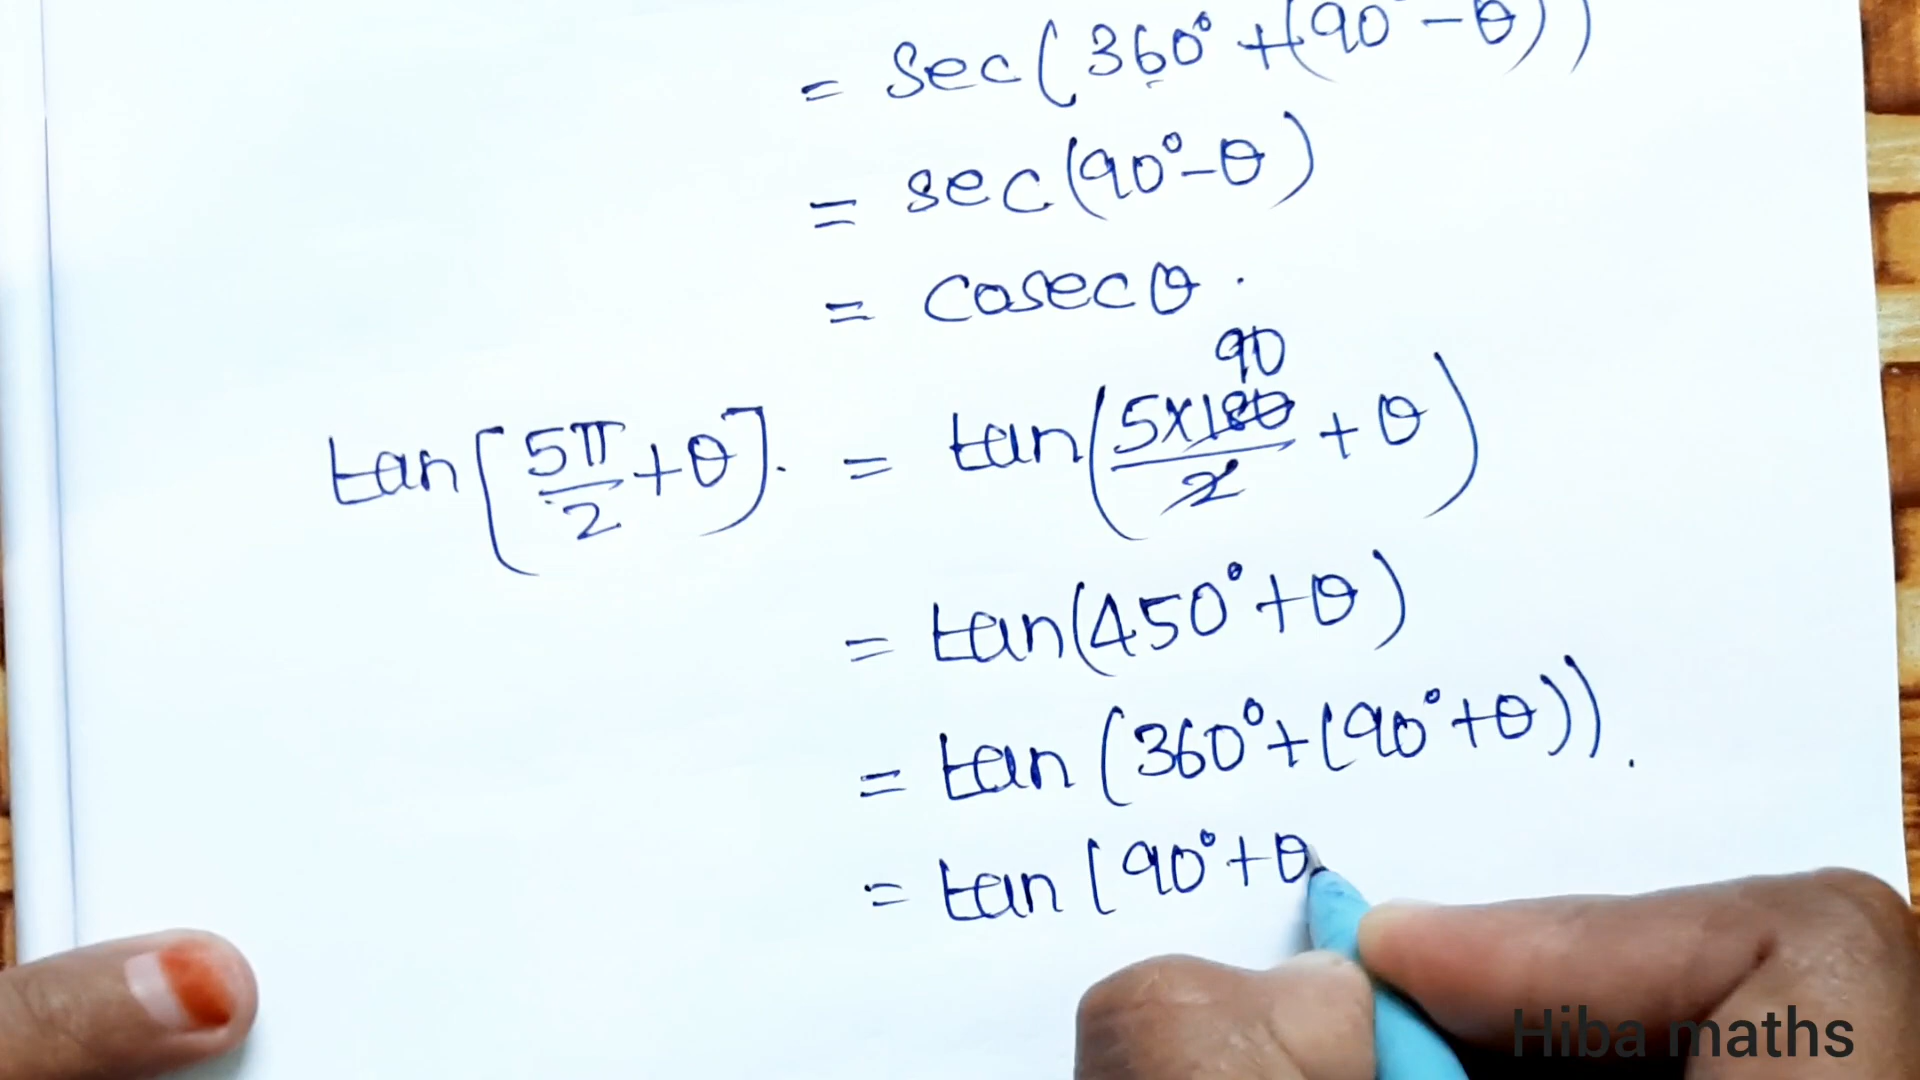 = sec(360°+(90°-θ))
= sec(90°-θ)
= cosecθ.
tan[5π/2+θ]. = tan(5×180/2+θ)
90
= tan(450°+θ)
= tan(360°+(90°+θ)).
= tan(90°+θ
Hiba maths